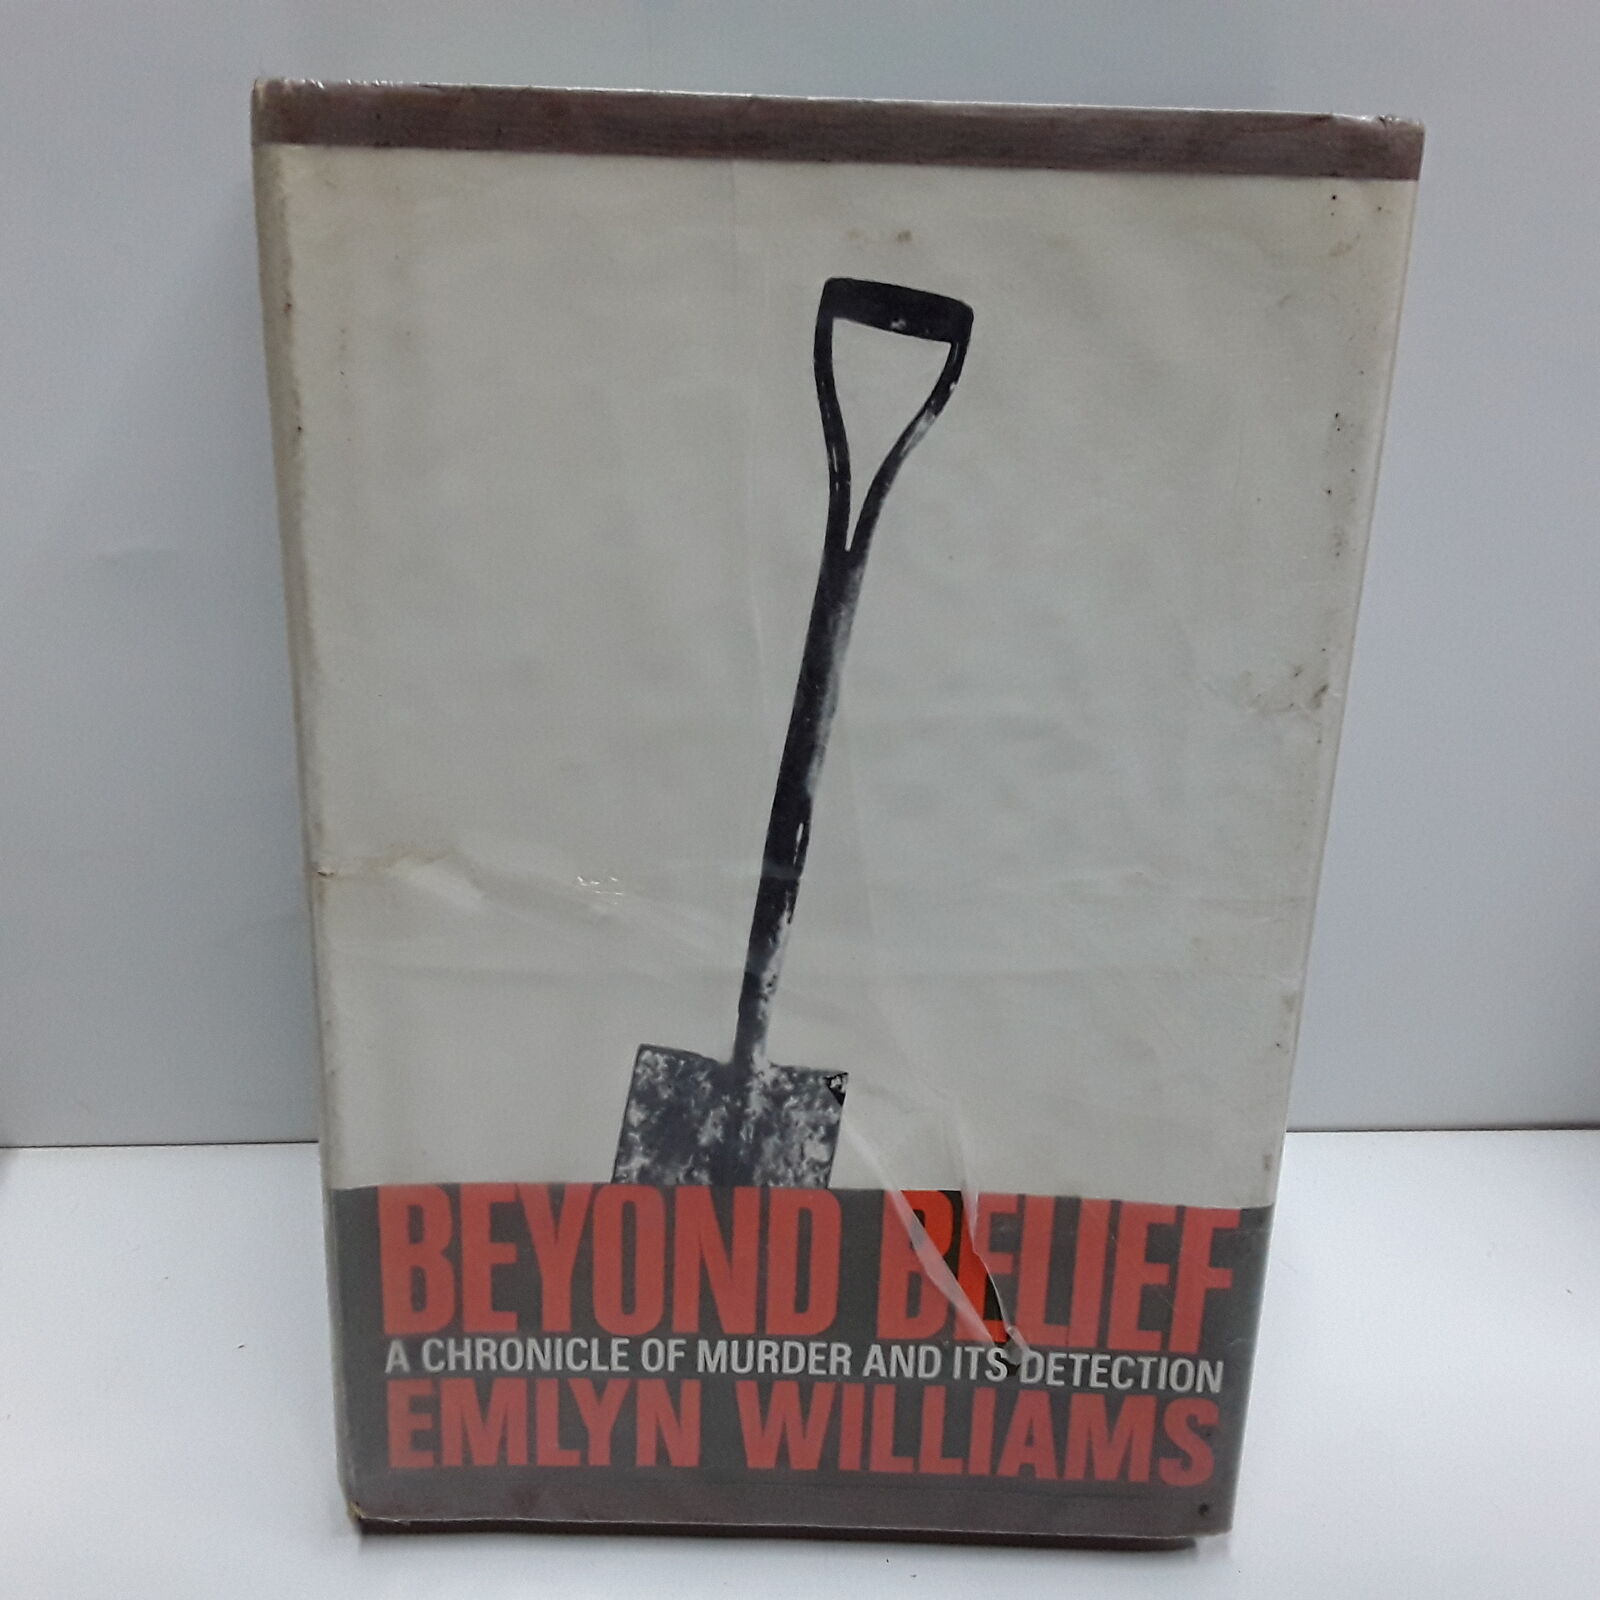 BEYOND BELIEF
A CHRONICLE OF MURDER AND ITS DETECTION
EMLYN WILLIAMS